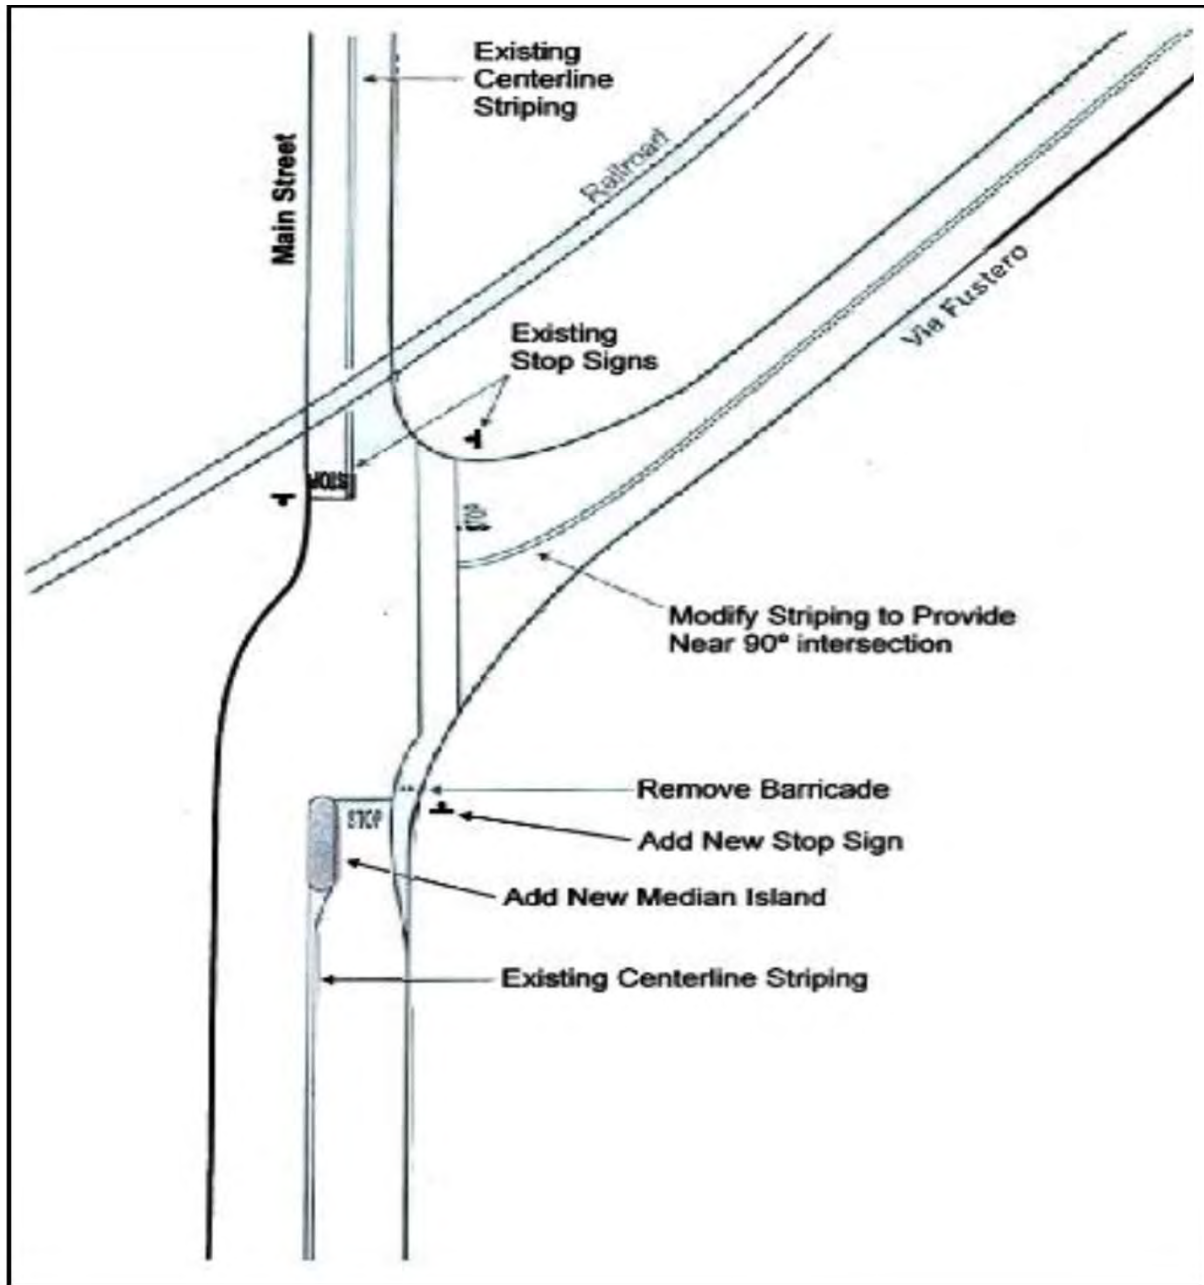 Existing
Centerline
Striping
Main Street
Railroad
Via Fustero
Existing
Stop Signs
STOP
STOP
Modify Striping to Provide
Near 90° intersection
Remove Barricade
STOP
Add New Stop Sign
Add New Median Island
Existing Centerline Striping